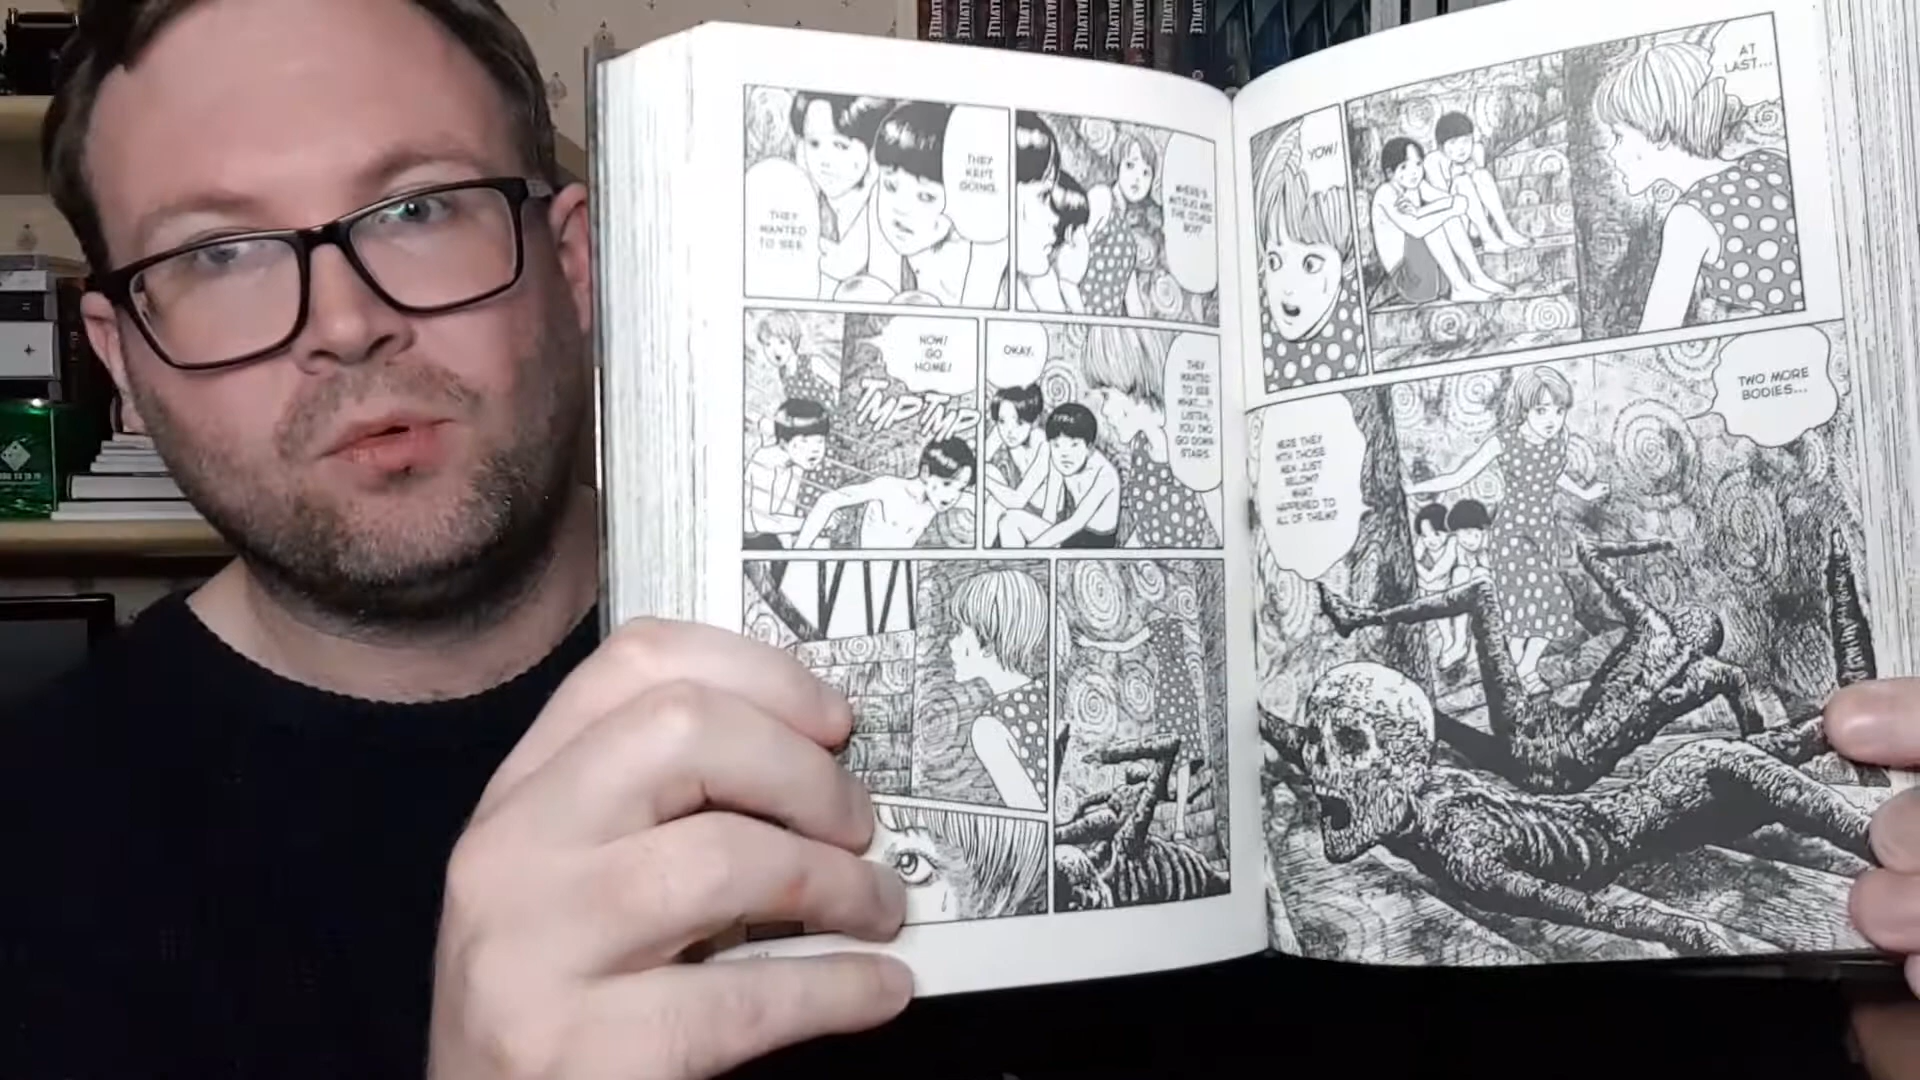 AT
LAST...
YOW!
TWO MORE
BODIES...
WERE THEY
WITH THOSE
MEN JUST
BELOW?
WHAT
HAPPENED TO
ALL OF THEM?
WHERE'S
MITSUO AND
THE OTHER
BOY?
THEY
KEPT
GOING.
THEY
WANTED
TO SEE
THEY
WANTED
TO SEE
WHAT...?
LISTEN,
YOU TWO
GO DOWN
STAIRS.
OKAY.
NOW!
GO
HOME!
TMP TMP